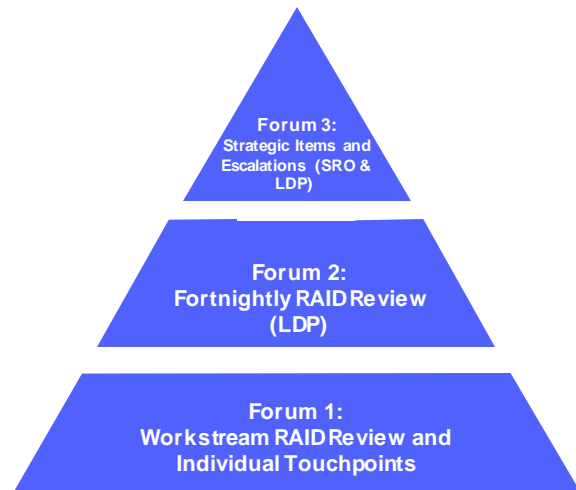 Forum 3:
Strategic Items and
Escalations (SRO &
LDP)
Forum 2:
Fortnightly RAID Review
(LDP)
Forum 1:
Workstream RAID Review and
Individual Touchpoints